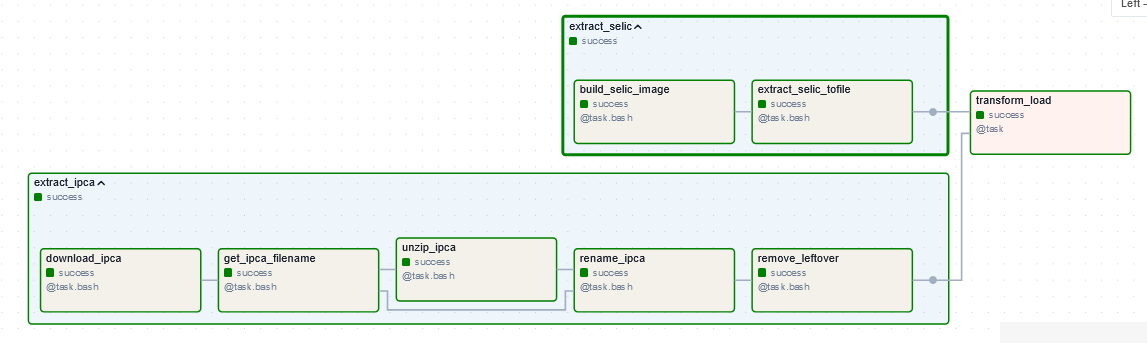 Left
extract_selic
success
build_selic_image
success
@task.bash
extract_selic_tofile
success
@task.bash
transform_load
success
@task
extract_ipca
success
download_ipca
success
@task.bash
get_ipca_filename
success
@task.bash
unzip_ipca
success
@task.bash
rename_ipca
success
@task.bash
remove_leftover
success
@task.bash